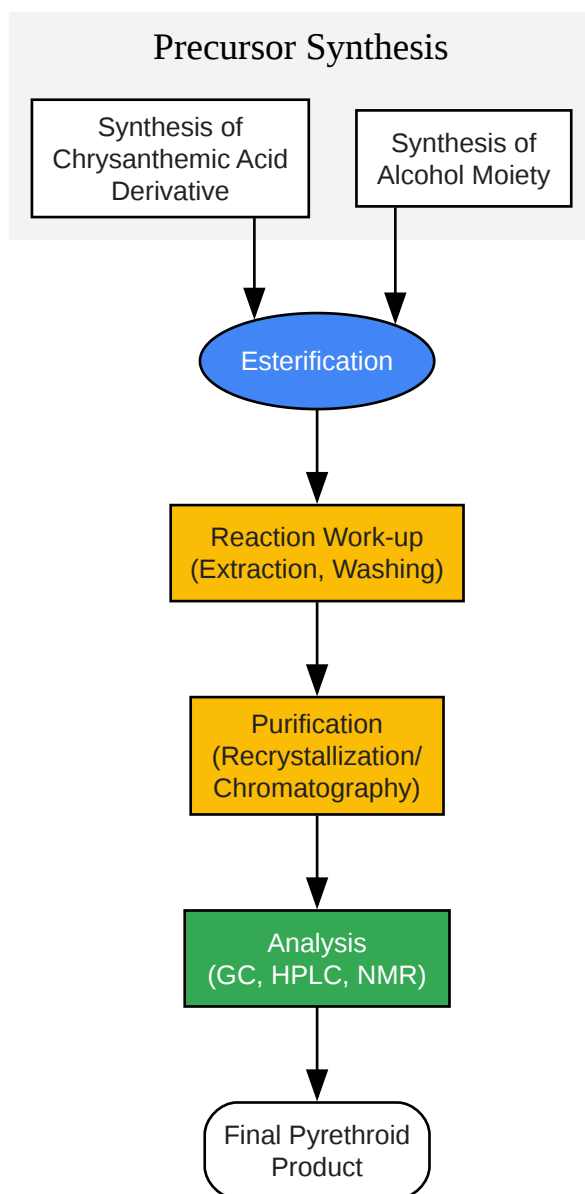 Precursor Synthesis
Synthesis of
Chrysanthemic Acid
Derivative
Synthesis of
Alcohol Moiety
Esterification
Reaction Work-up
(Extraction, Washing)
Purification
(Recrystallization/
Chromatography)
Analysis
(GC, HPLC, NMR)
Final Pyrethroid
Product